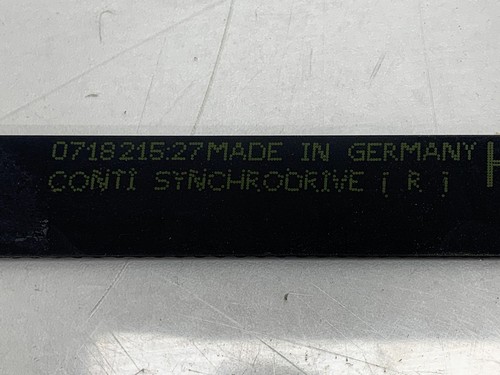 0718215:27MADE IN GERMANY H
CONTI SYNCHRODRIVE ¡ R ¡